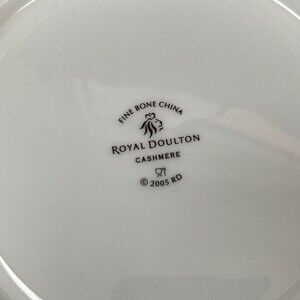 FINE BONE CHINA
ROYAL DOULTON
CASHMERE
© 2005 RD